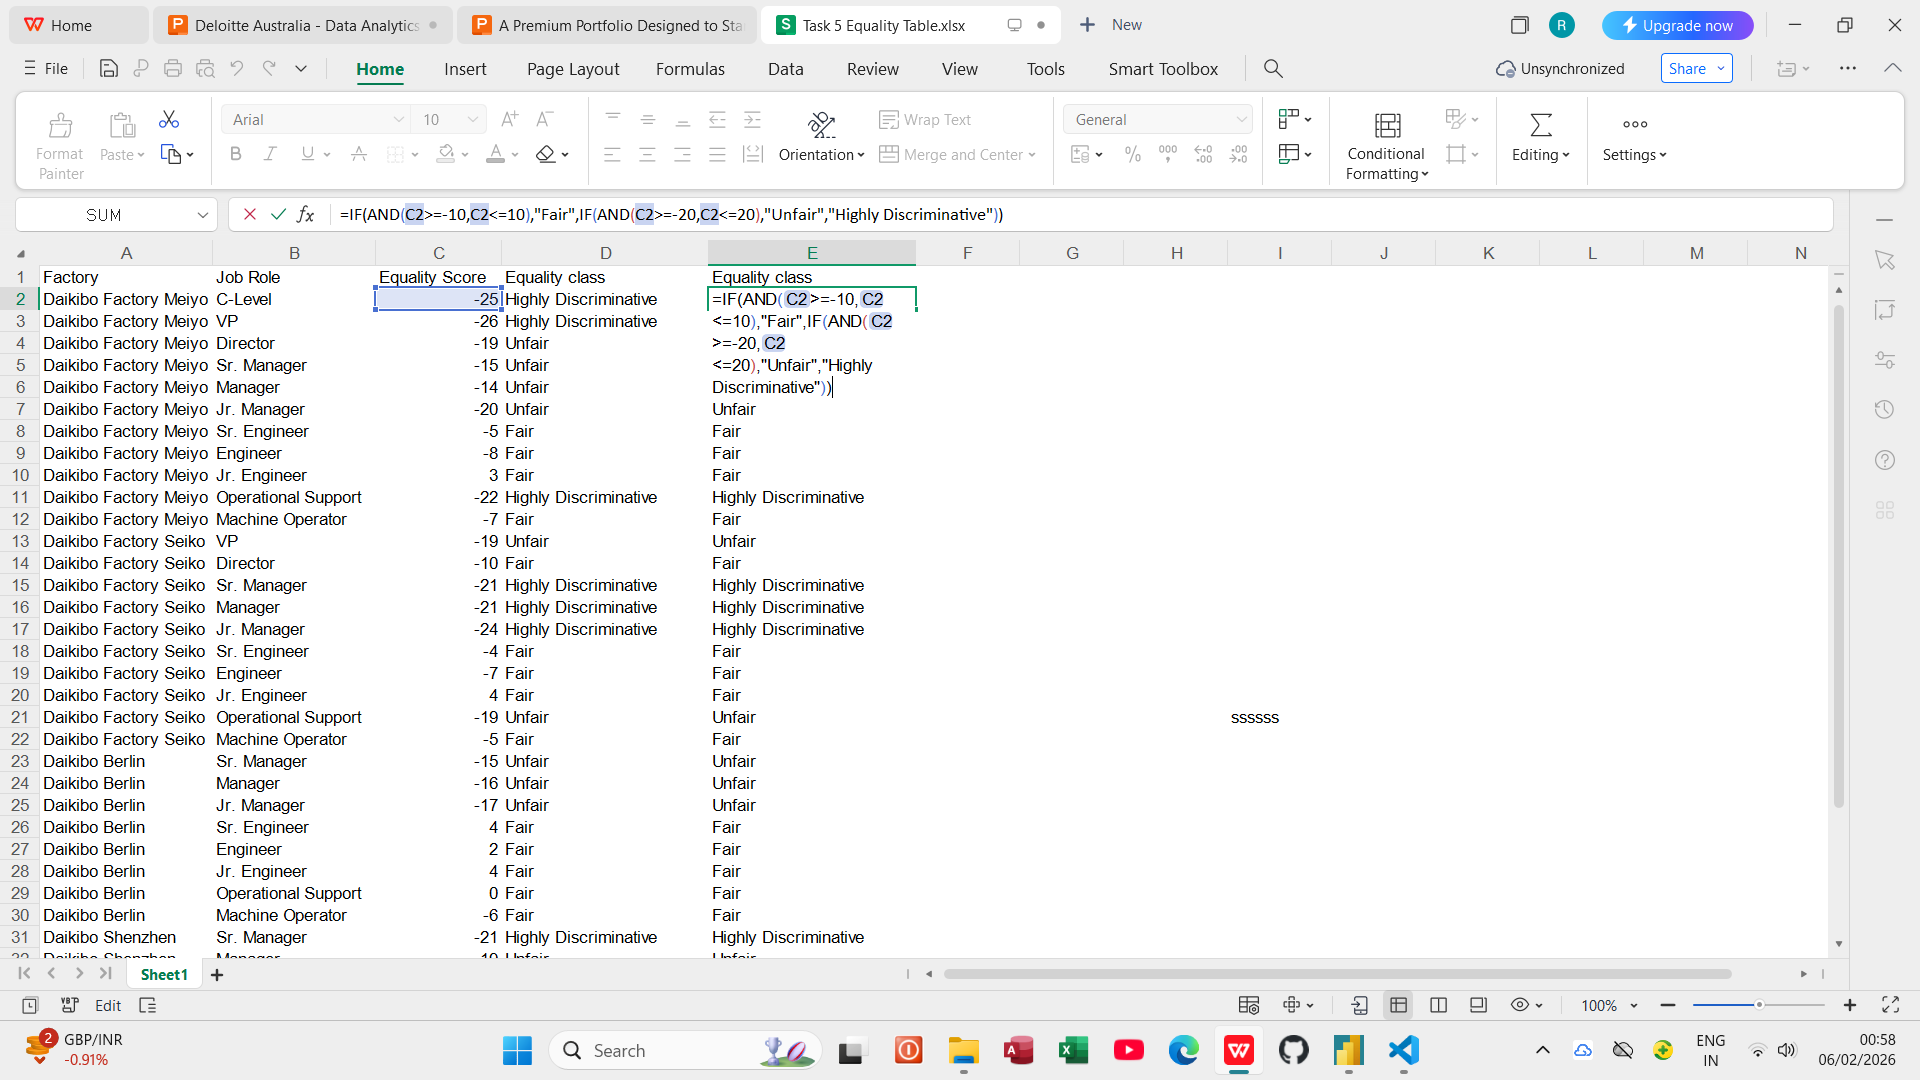 Home
Deloitte Australia - Data Analytics
A Premium Portfolio Designed to Sta
Task 5 Equality Table.xlsx
New
R
Upgrade now
File
Home Insert Page Layout Formulas Data Review View Tools Smart Toolbox
Unsynchronized
Share
Format Painter
Paste
Arial
10
Orientation
Wrap Text
Merge and Center
General
Conditional Formatting
Editing
Settings
SUM
=IF(AND(C2>=-10,C2<=10),"Fair",IF(AND(C2>=-20,C2<=20),"Unfair","Highly Discriminative"))
A B C D E F G H I J K L M N
1 Factory Job Role Equality Score Equality class Equality class
2 Daikibo Factory Meiyo C-Level -25 Highly Discriminative =IF(AND(C2>=-10,C2
3 Daikibo Factory Meiyo VP -26 Highly Discriminative <=10),"Fair",IF(AND(C2
4 Daikibo Factory Meiyo Director -19 Unfair >=-20,C2
5 Daikibo Factory Meiyo Sr. Manager -15 Unfair <=20),"Unfair","Highly
6 Daikibo Factory Meiyo Manager -14 Unfair Discriminative"))
7 Daikibo Factory Meiyo Jr. Manager -20 Unfair Unfair
8 Daikibo Factory Meiyo Sr. Engineer -5 Fair Fair
9 Daikibo Factory Meiyo Engineer -8 Fair Fair
10 Daikibo Factory Meiyo Jr. Engineer 3 Fair Fair
11 Daikibo Factory Meiyo Operational Support -22 Highly Discriminative Highly Discriminative
12 Daikibo Factory Meiyo Machine Operator -7 Fair Fair
13 Daikibo Factory Seiko VP -19 Unfair Unfair
14 Daikibo Factory Seiko Director -10 Fair Fair
15 Daikibo Factory Seiko Sr. Manager -21 Highly Discriminative Highly Discriminative
16 Daikibo Factory Seiko Manager -21 Highly Discriminative Highly Discriminative
17 Daikibo Factory Seiko Jr. Manager -24 Highly Discriminative Highly Discriminative
18 Daikibo Factory Seiko Sr. Engineer -4 Fair Fair
19 Daikibo Factory Seiko Engineer -7 Fair Fair
20 Daikibo Factory Seiko Jr. Engineer 4 Fair Fair
21 Daikibo Factory Seiko Operational Support -19 Unfair Unfair ssssss
22 Daikibo Factory Seiko Machine Operator -5 Fair Fair
23 Daikibo Berlin Sr. Manager -15 Unfair Unfair
24 Daikibo Berlin Manager -16 Unfair Unfair
25 Daikibo Berlin Jr. Manager -17 Unfair Unfair
26 Daikibo Berlin Sr. Engineer 4 Fair Fair
27 Daikibo Berlin Engineer 2 Fair Fair
28 Daikibo Berlin Jr. Engineer 4 Fair Fair
29 Daikibo Berlin Operational Support 0 Fair Fair
30 Daikibo Berlin Machine Operator -6 Fair Fair
31 Daikibo Shenzhen Sr. Manager -21 Highly Discriminative Highly Discriminative
Sheet1
Edit
100%
2
GBP/INR
-0.91%
Search
ENG
IN
00:58
06/02/2026